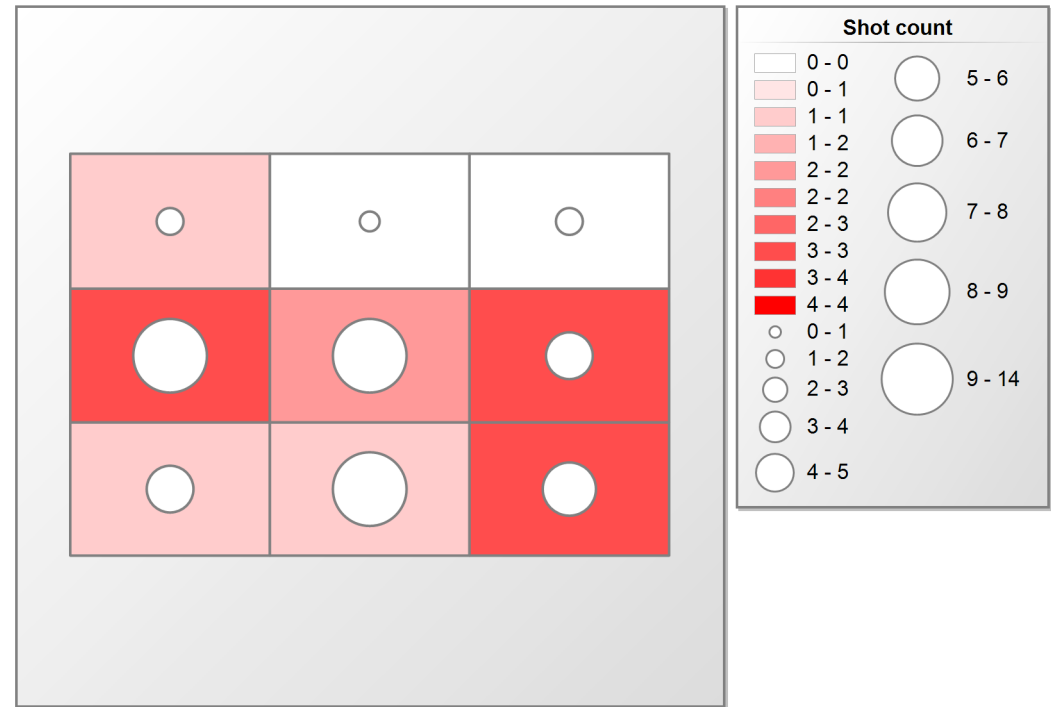 Shot count
0 - 0
0 - 1
1 - 1
1 - 2
2 - 2
2 - 2
2 - 3
3 - 3
3 - 4
4 - 4
0 - 1
1 - 2
2 - 3
3 - 4
4 - 5
5 - 6
6 - 7
7 - 8
8 - 9
9 - 14